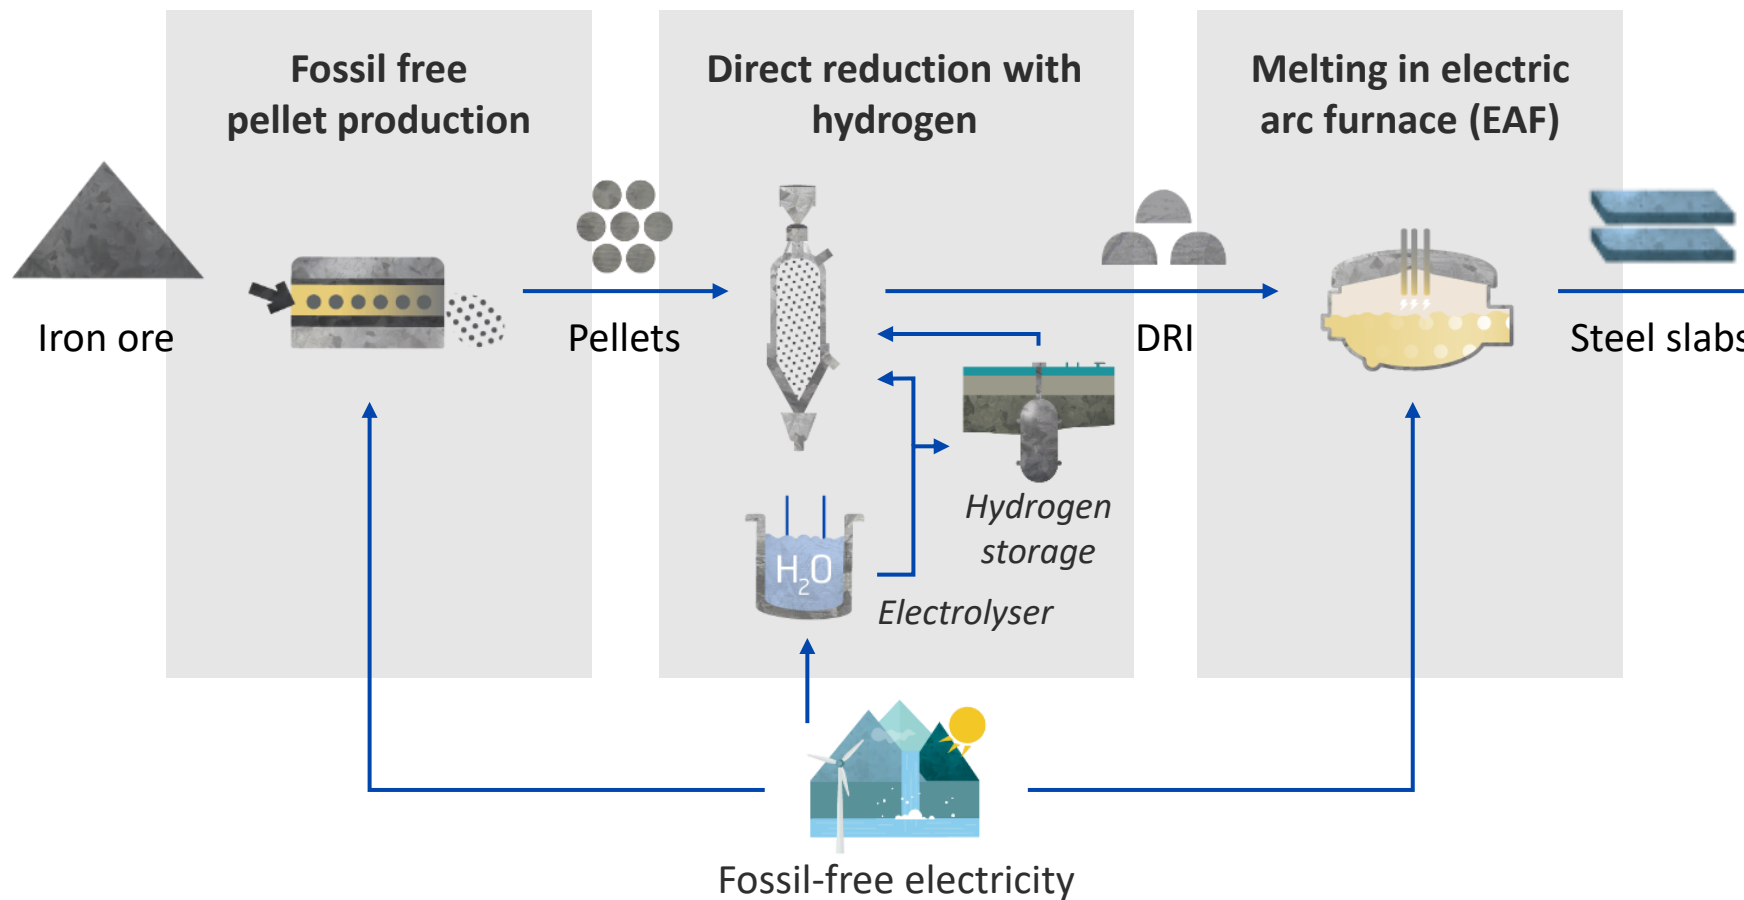 Fossil free
pellet production
Direct reduction with
hydrogen
Melting in electric
arc furnace (EAF)
Iron ore
Pellets
DRI
Steel slabs
Hydrogen
storage
H₂O
Electrolyser
Fossil-free electricity